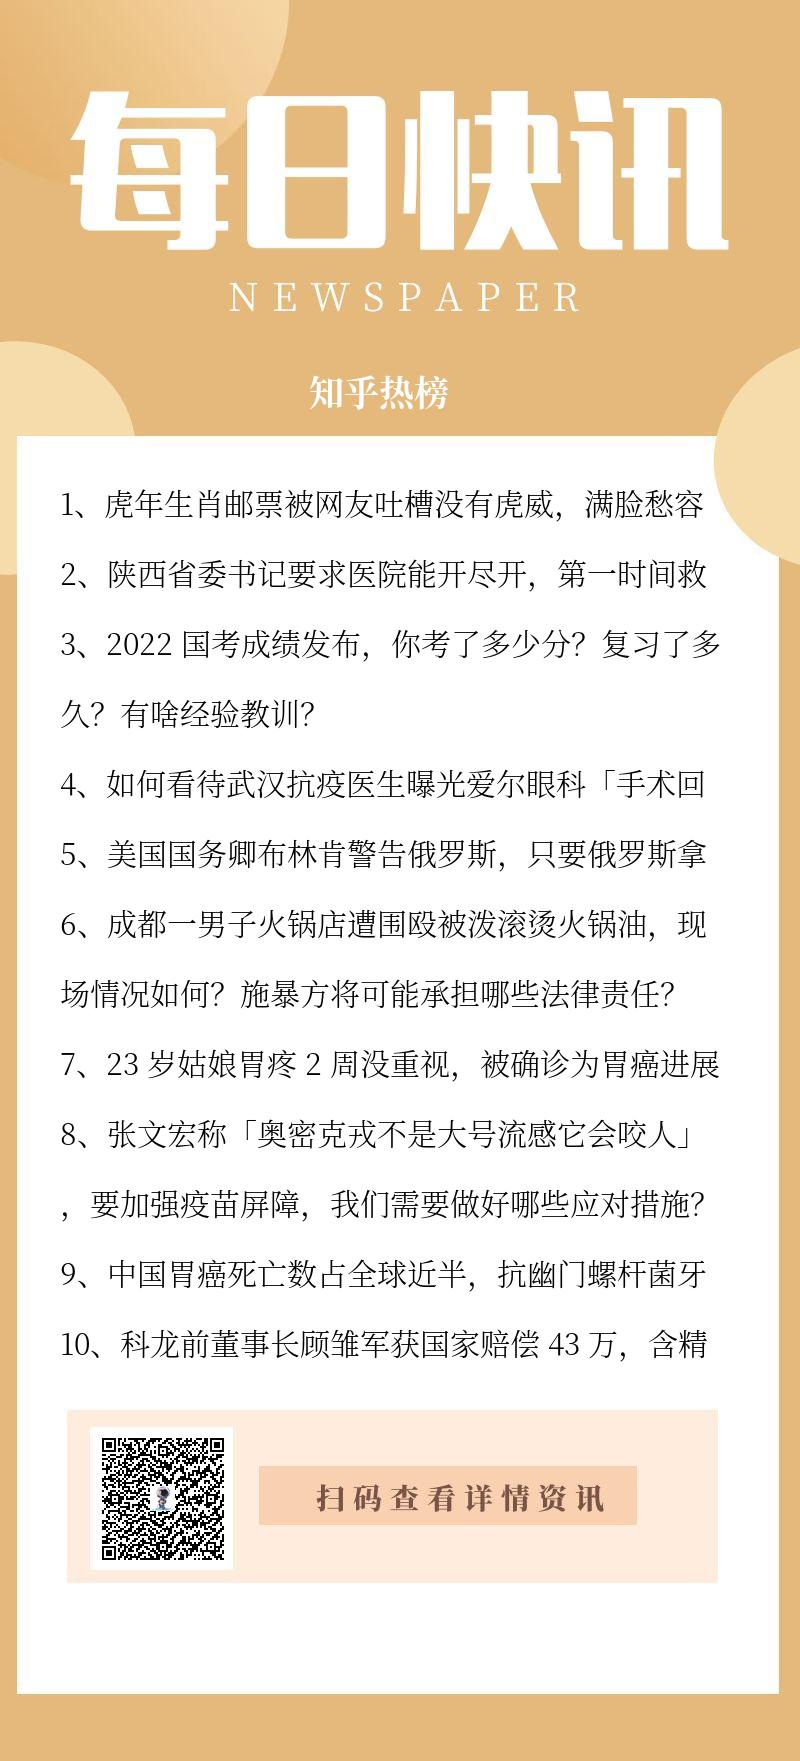 每日快讯
NEWSPAPER
知乎热榜
1、虎年生肖邮票被网友吐槽没有虎威，满脸愁容
2、陕西省委书记要求医院能开尽开，第一时间救
3、2022 国考成绩发布，你考了多少分？复习了多
久？有啥经验教训？
4、如何看待武汉抗疫医生曝光爱尔眼科「手术回
5、美国国务卿布林肯警告俄罗斯，只要俄罗斯拿
6、成都一男子火锅店遭围殴被泼滚烫火锅油，现
场情况如何？施暴方将可能承担哪些法律责任？
7、23 岁姑娘胃疼 2 周没重视，被确诊为胃癌进展
8、张文宏称「奥密克戎不是大号流感它会咬人」
，要加强疫苗屏障，我们需要做好哪些应对措施？
9、中国胃癌死亡数占全球近半，抗幽门螺杆菌牙
10、科龙前董事长顾雏军获国家赔偿 43 万，含精
扫码查看详情资讯